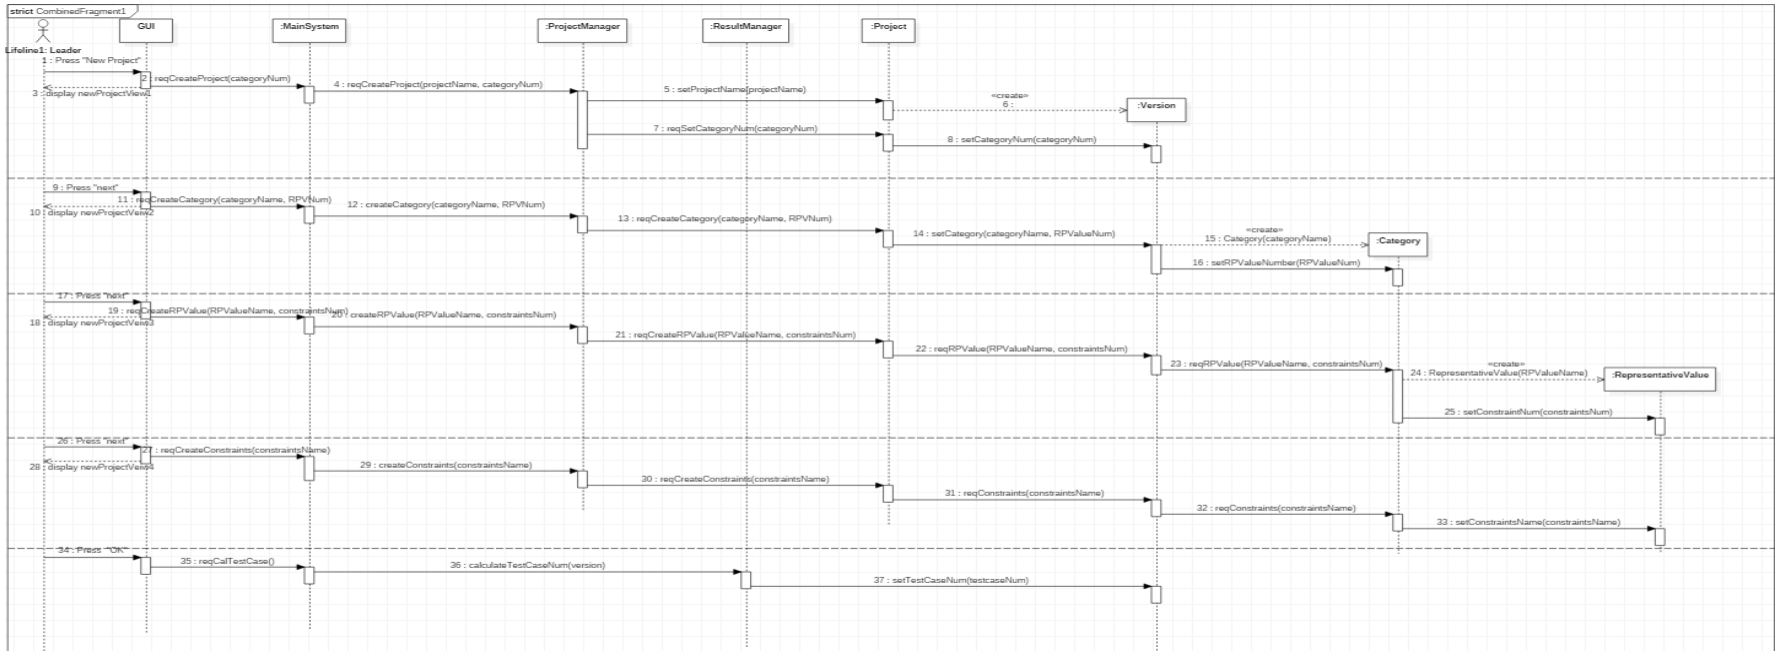 strict CombinedFragment1
GUI
:MainSystem
:ProjectManager
:ResultManager
:Project
Lifeline1: Leader
1 : Press "New Project"
2 : reqCreateProject(categoryNum)
3 : display newProjectView1
4 : reqCreateProject(projectName, categoryNum)
5 : setProjectName(projectName)
«create»
6 :
:Version
7 : reqSetCategoryNum(categoryNum)
8 : setCategoryNum(categoryNum)
9 : Press "next"
10 : display newProjectVeiw2
11 : reqCreateCategory(categoryName, RPVNum)
12 : createCategory(categoryName, RPVNum)
13 : reqCreateCategory(categoryName, RPVNum)
14 : setCategory(categoryName, RPValueNum)
«create»
15 : Category(categoryName)
:Category
16 : setRPValueNumber(RPValueNum)
17 : Press "next"
18 : display newProjectVeiw3
19 : reqCreateRPValue(RPValueName, constraintsNum)
20 : createRPValue(RPValueName, constraintsNum)
21 : reqCreateRPValue(RPValueName, constraintsNum)
22 : reqRPValue(RPValueName, constraintsNum)
23 : reqRPValue(RPValueName, constraintsNum)
«create»
24 : RepresentativeValue(RPValueName)
:RepresentativeValue
25 : setConstraintNum(constraintsNum)
26 : Press "next"
27 : reqCreateConstraints(constraintsName)
28 : display newProjectVeiw4
29 : createConstraints(constraintsName)
30 : reqCreateConstraints(constraintsName)
31 : reqConstraints(constraintsName)
32 : reqConstraints(constraintsName)
33 : setConstraintsName(constraintsName)
34 : Press "OK"
35 : reqCalTestCase()
36 : calculateTestCaseNum(version)
37 : setTestCaseNum(testcaseNum)